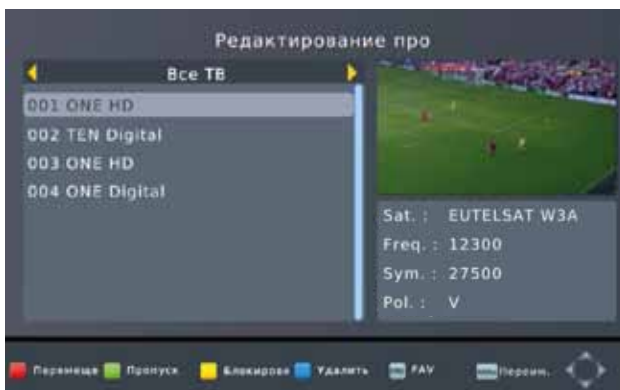 Редактирование про
Все ТВ
001 ONE HD
002 TEN Digital
003 ONE HD
004 ONE Digital
Sat. : EUTELSAT W3A
Freq. : 12300
Sym. : 27500
Pol. : V
Перемеще Пропуск Блокирове Удалить FAV Переим.